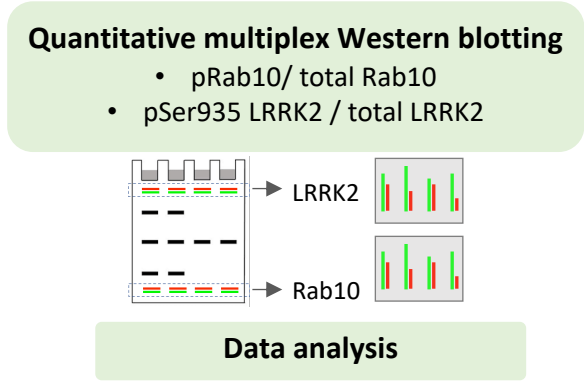 Quantitative multiplex Western blotting
• pRab10/ total Rab10
• pSer935 LRRK2 / total LRRK2
LRRK2
Rab10
Data analysis